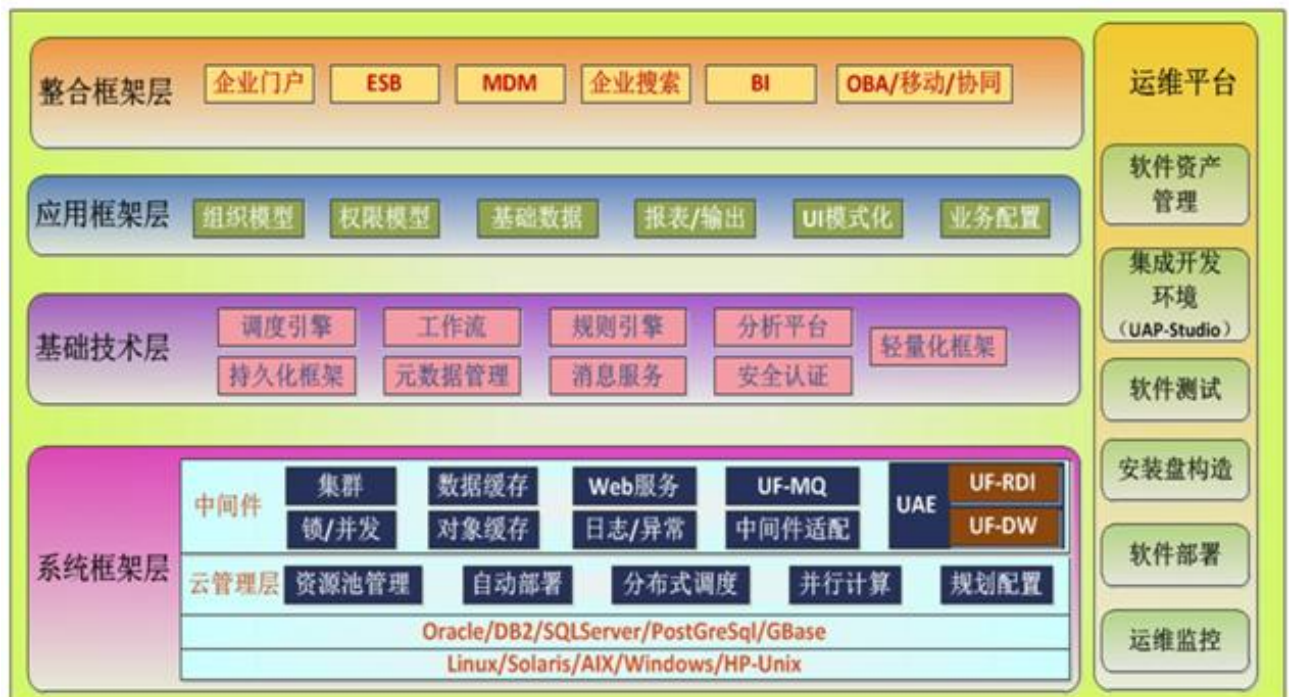 整合框架层
企业门户
ESB
MDM
企业搜索
BI
OBA/移动/协同
应用框架层
组织模型
权限模型
基础数据
报表/输出
UI模式化
业务配置
基础技术层
调度引擎
工作流
规则引擎
分析平台
轻量化框架
持久化框架
元数据管理
消息服务
安全认证
系统框架层
中间件
集群
数据缓存
Web服务
UF-MQ
UAE
UF-RDI
锁/并发
对象缓存
日志/异常
中间件适配
UF-DW
云管理层
资源池管理
自动部署
分布式调度
并行计算
规划配置
Oracle/DB2/SQLServer/PostGreSql/GBase
Linux/Solaris/AIX/Windows/HP-Unix
运维平台
软件资产
管理
集成开发
环境
（UAP-Studio）
软件测试
安装盘构造
软件部署
运维监控